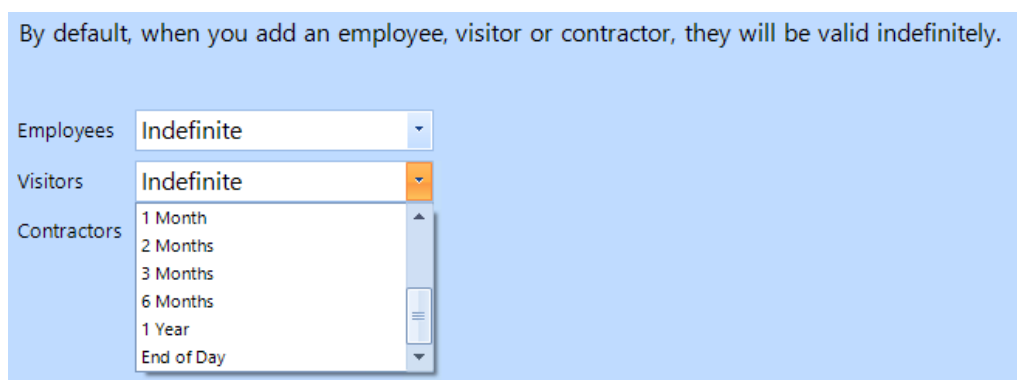 By default, when you add an employee, visitor or contractor, they will be valid indefinitely.
Employees Indefinite
Visitors Indefinite
Contractors
1 Month
2 Months
3 Months
6 Months
1 Year
End of Day